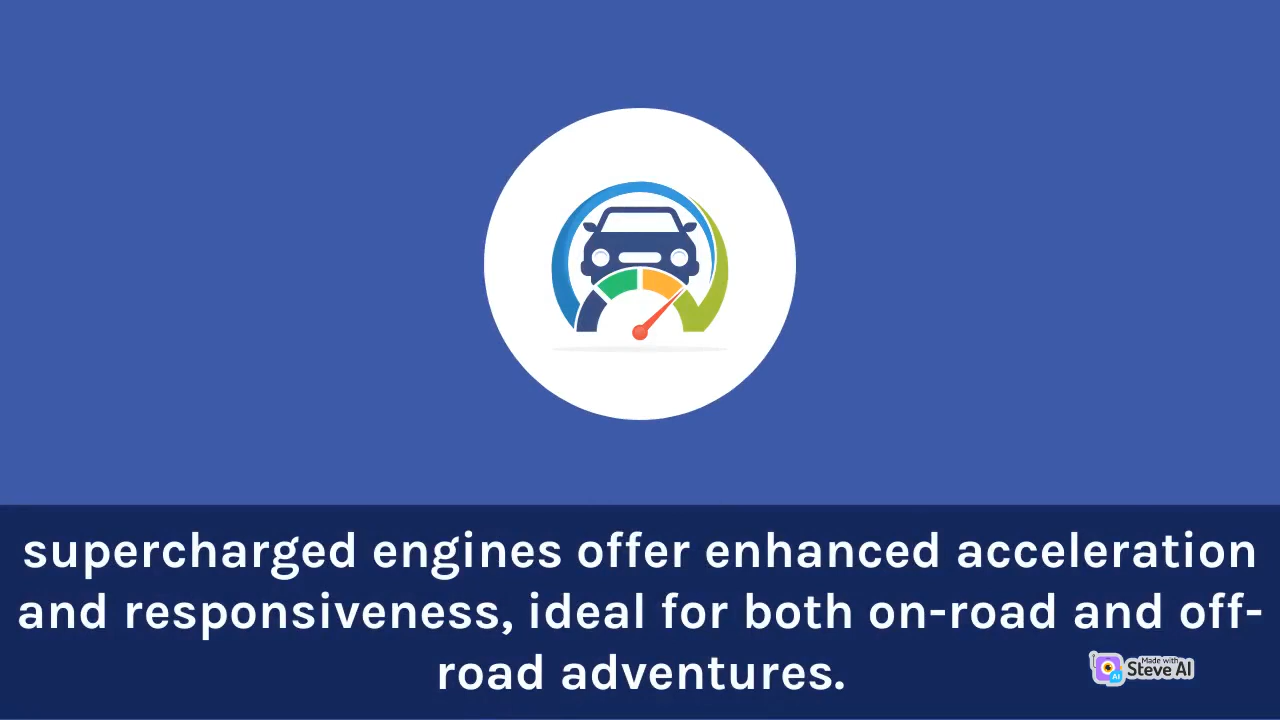 supercharged engines offer enhanced acceleration
and responsiveness, ideal for both on-road and off-
road adventures.
Made with
Steve AI
AI